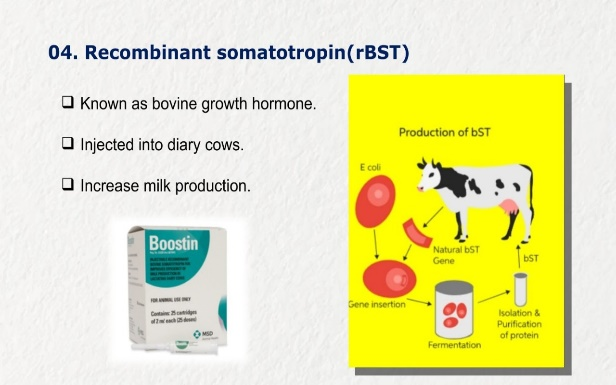 04. Recombinant somatotropin(rBST)
Known as bovine growth hormone.
Injected into diary cows.
Increase milk production.
Production of bST
E coli
Natural bST
Gene
Gene insertion
bST
Isolation &
Purification
of protein
Fermentation
Boostin
FOR ANIMAL USE ONLY
Contains: 25 cartridges
of 2 ml each (25 doses)
MSD